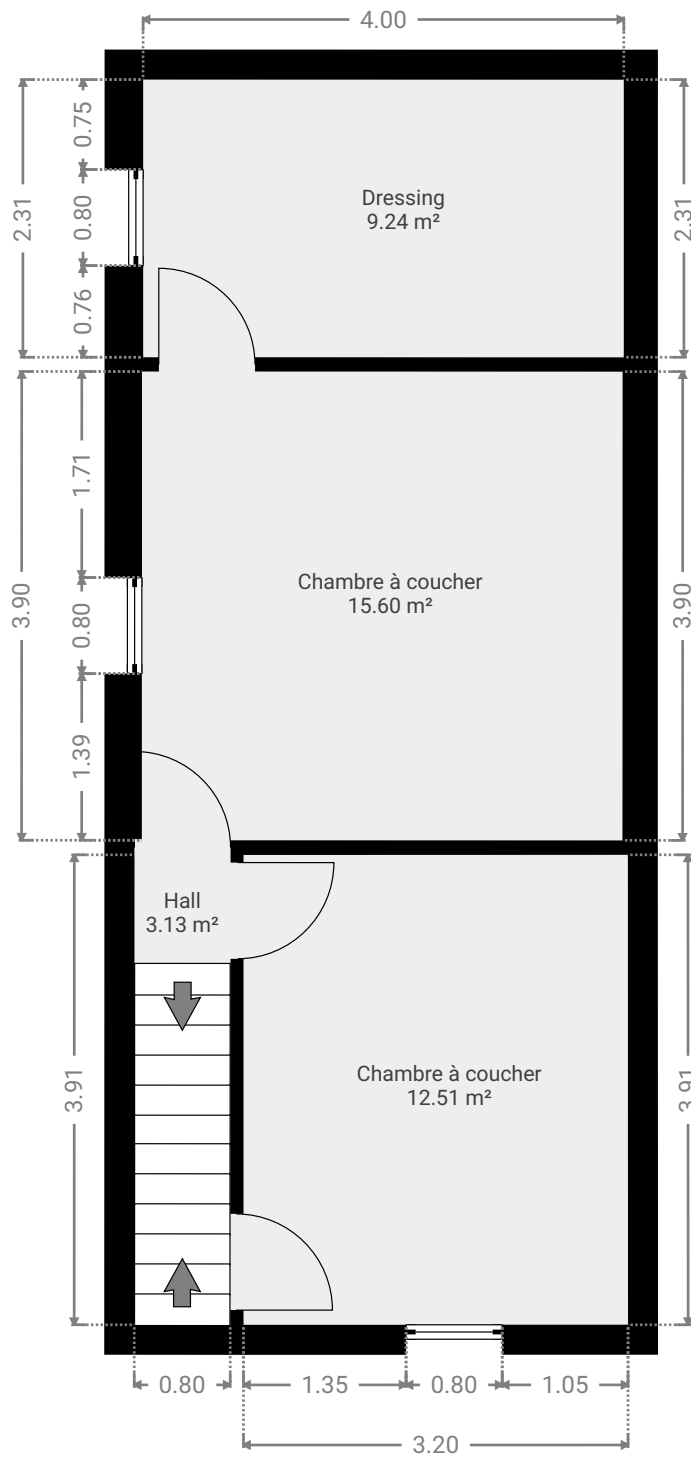 4.00
0.75
2.31
0.80
0.76
Dressing
9.24 m²
2.31
1.71
3.90
0.80
1.39
Chambre à coucher
15.60 m²
3.90
Hall
3.13 m²
3.91
Chambre à coucher
12.51 m²
3.91
0.80
1.35
0.80
1.05
3.20